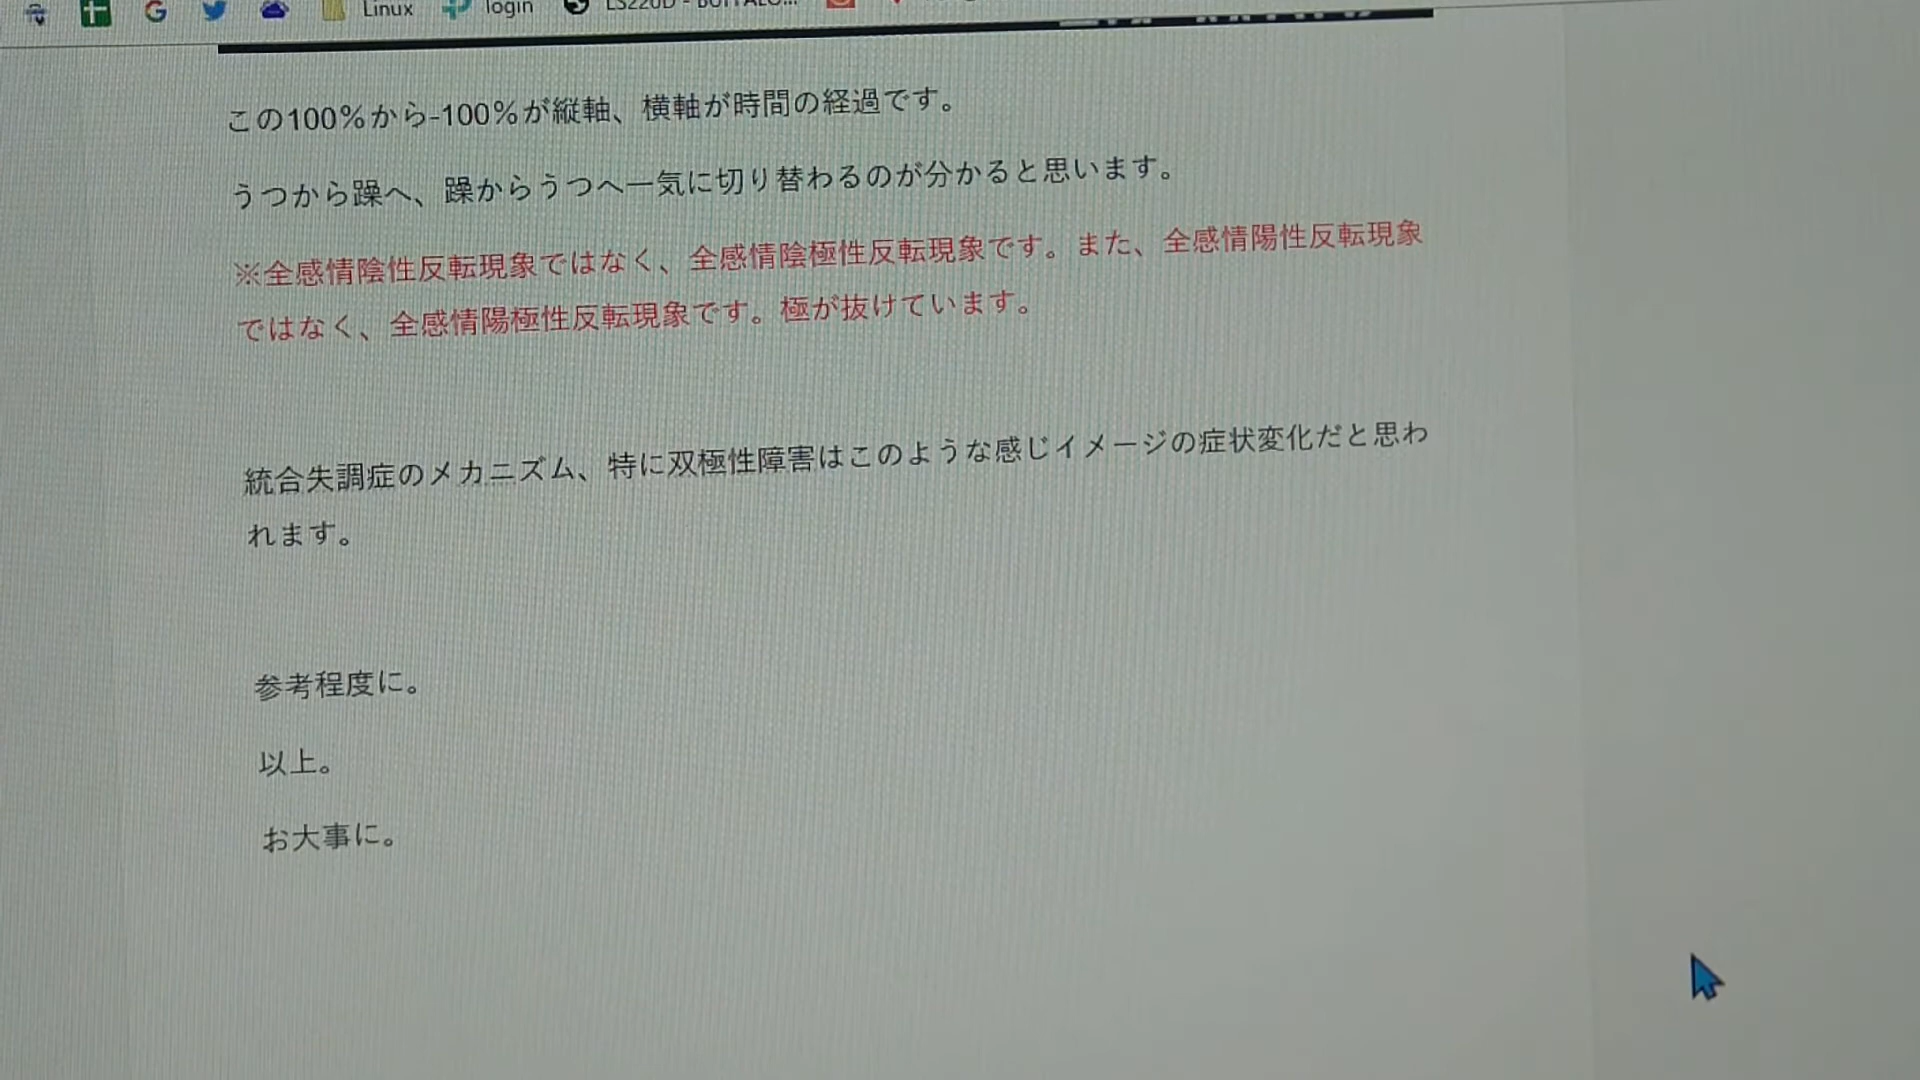 Linux login
この100%から-100%が縦軸、横軸が時間の経過です。
うつから躁へ、躁からうつへ一気に切り替わるのが分かると思います。
※全感情陰性反転現象ではなく、全感情陰極性反転現象です。また、全感情陽性反転現象
ではなく、全感情陽極性反転現象です。極が抜けています。
統合失調症のメカニズム、特に双極性障害はこのような感じイメージの症状変化だと思わ
れます。
参考程度に。
以上。
お大事に。